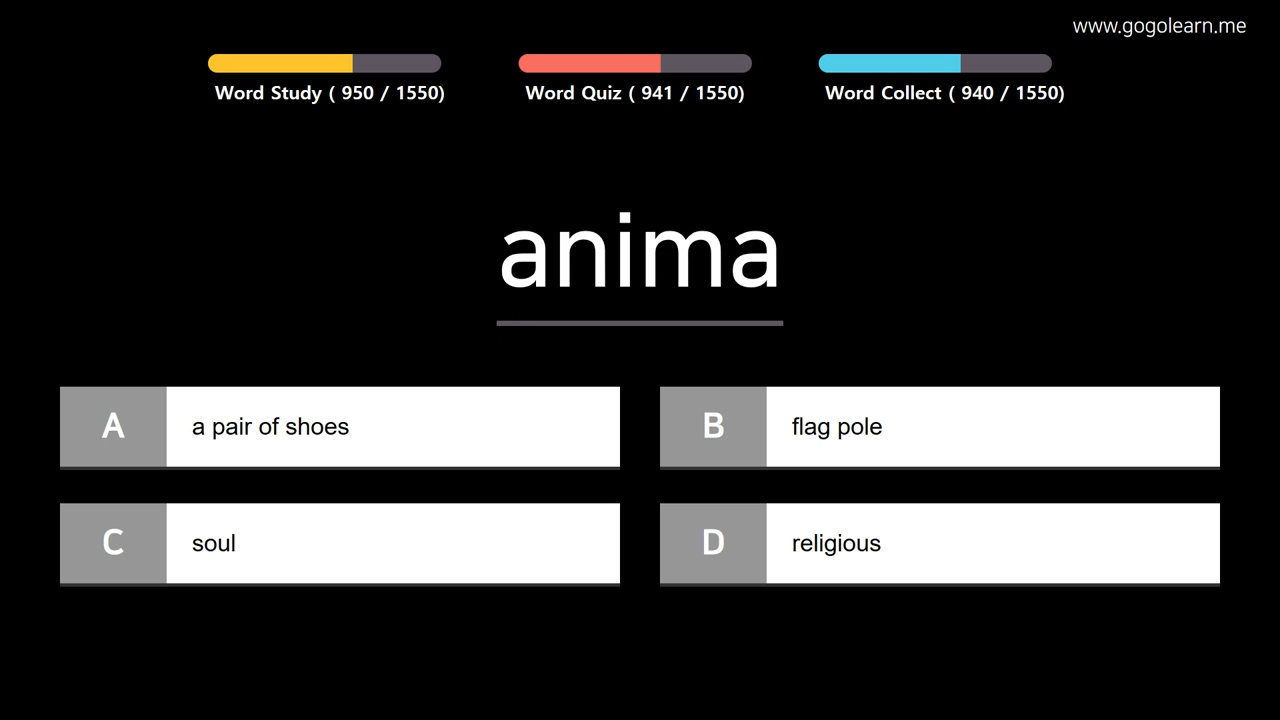 www.gogolearn.me
Word Study ( 950 / 1550)
Word Quiz ( 941 / 1550)
Word Collect ( 940 / 1550)
anima
A
a pair of shoes
B
flag pole
C
soul
D
religious